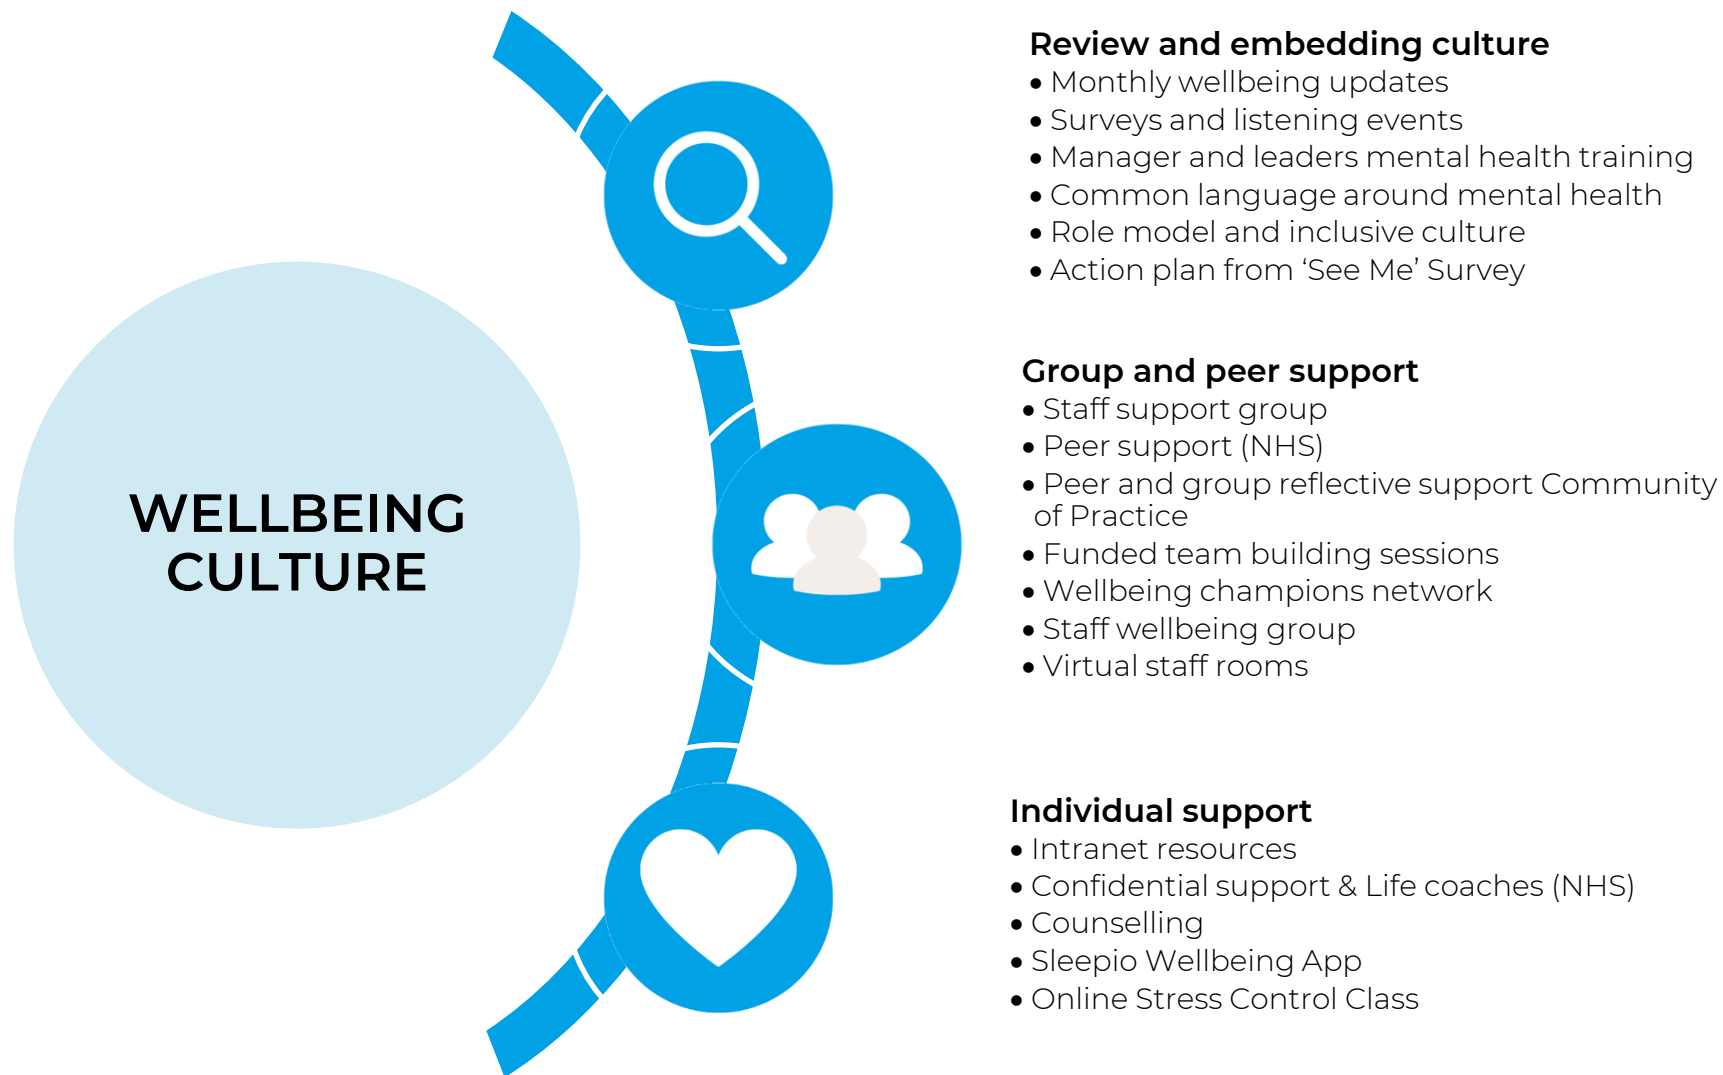 WELLBEING
CULTURE
Review and embedding culture
• Monthly wellbeing updates
• Surveys and listening events
• Manager and leaders mental health training
• Common language around mental health
• Role model and inclusive culture
• Action plan from ‘See Me’ Survey
Group and peer support
• Staff support group
• Peer support (NHS)
• Peer and group reflective support Community
of Practice
• Funded team building sessions
• Wellbeing champions network
• Staff wellbeing group
• Virtual staff rooms
Individual support
• Intranet resources
• Confidential support & Life coaches (NHS)
• Counselling
• Sleepio Wellbeing App
• Online Stress Control Class